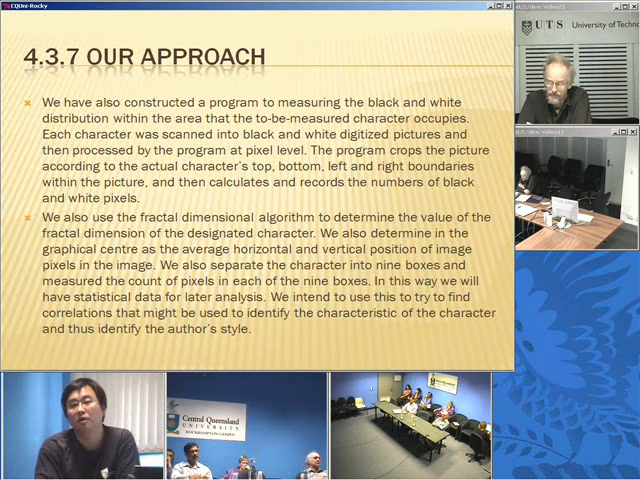 CQUni-Rocky
4.3.7 OUR APPROACH
We have also constructed a program to measuring the black and white
distribution within the area that the to-be-measured character occupies.
Each character was scanned into black and white digitized pictures and
then processed by the program at pixel level. The program crops the picture
according to the actual character's top, bottom, left and right boundaries
within the picture, and then calculates and records the numbers of black
and white pixels.
We also use the fractal dimensional algorithm to determine the value of the
fractal dimension of the designated character. We also determine in the
graphical centre as the average horizontal and vertical position of image
pixels in the image. We also separate the character into nine boxes and
measured the count of pixels in each of the nine boxes. In this way we will
have statistical data for later analysis. We intend to use this to try to find
correlations that might be used to identify the characteristic of the character
and thus identify the author's style.
UTS University of Techno
Central Queensland
UNIVERSITY
ROCKHAMPTON CAMPUS